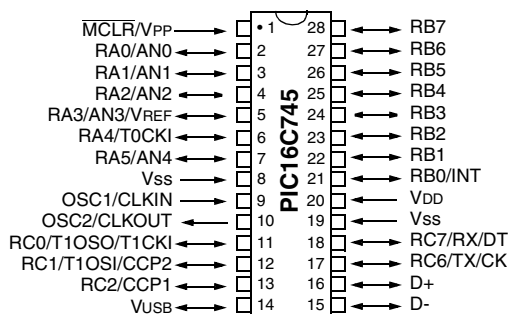 MCLR/VPP • 1 28 RB7
RA0/AN0 2 27 RB6
RA1/AN1 3 26 RB5
RA2/AN2 4 25 RB4
RA3/AN3/VREF 5 24 RB3
RA4/T0CKI 6 23 RB2
RA5/AN4 7 22 RB1
Vss 8 21 RB0/INT
OSC1/CLKIN 9 20 VDD
OSC2/CLKOUT 10 19 Vss
RC0/T1OSO/T1CKI 11 18 RC7/RX/DT
RC1/T1OSI/CCP2 12 17 RC6/TX/CK
RC2/CCP1 13 16 D+
VUSB 14 15 D-
PIC16C745